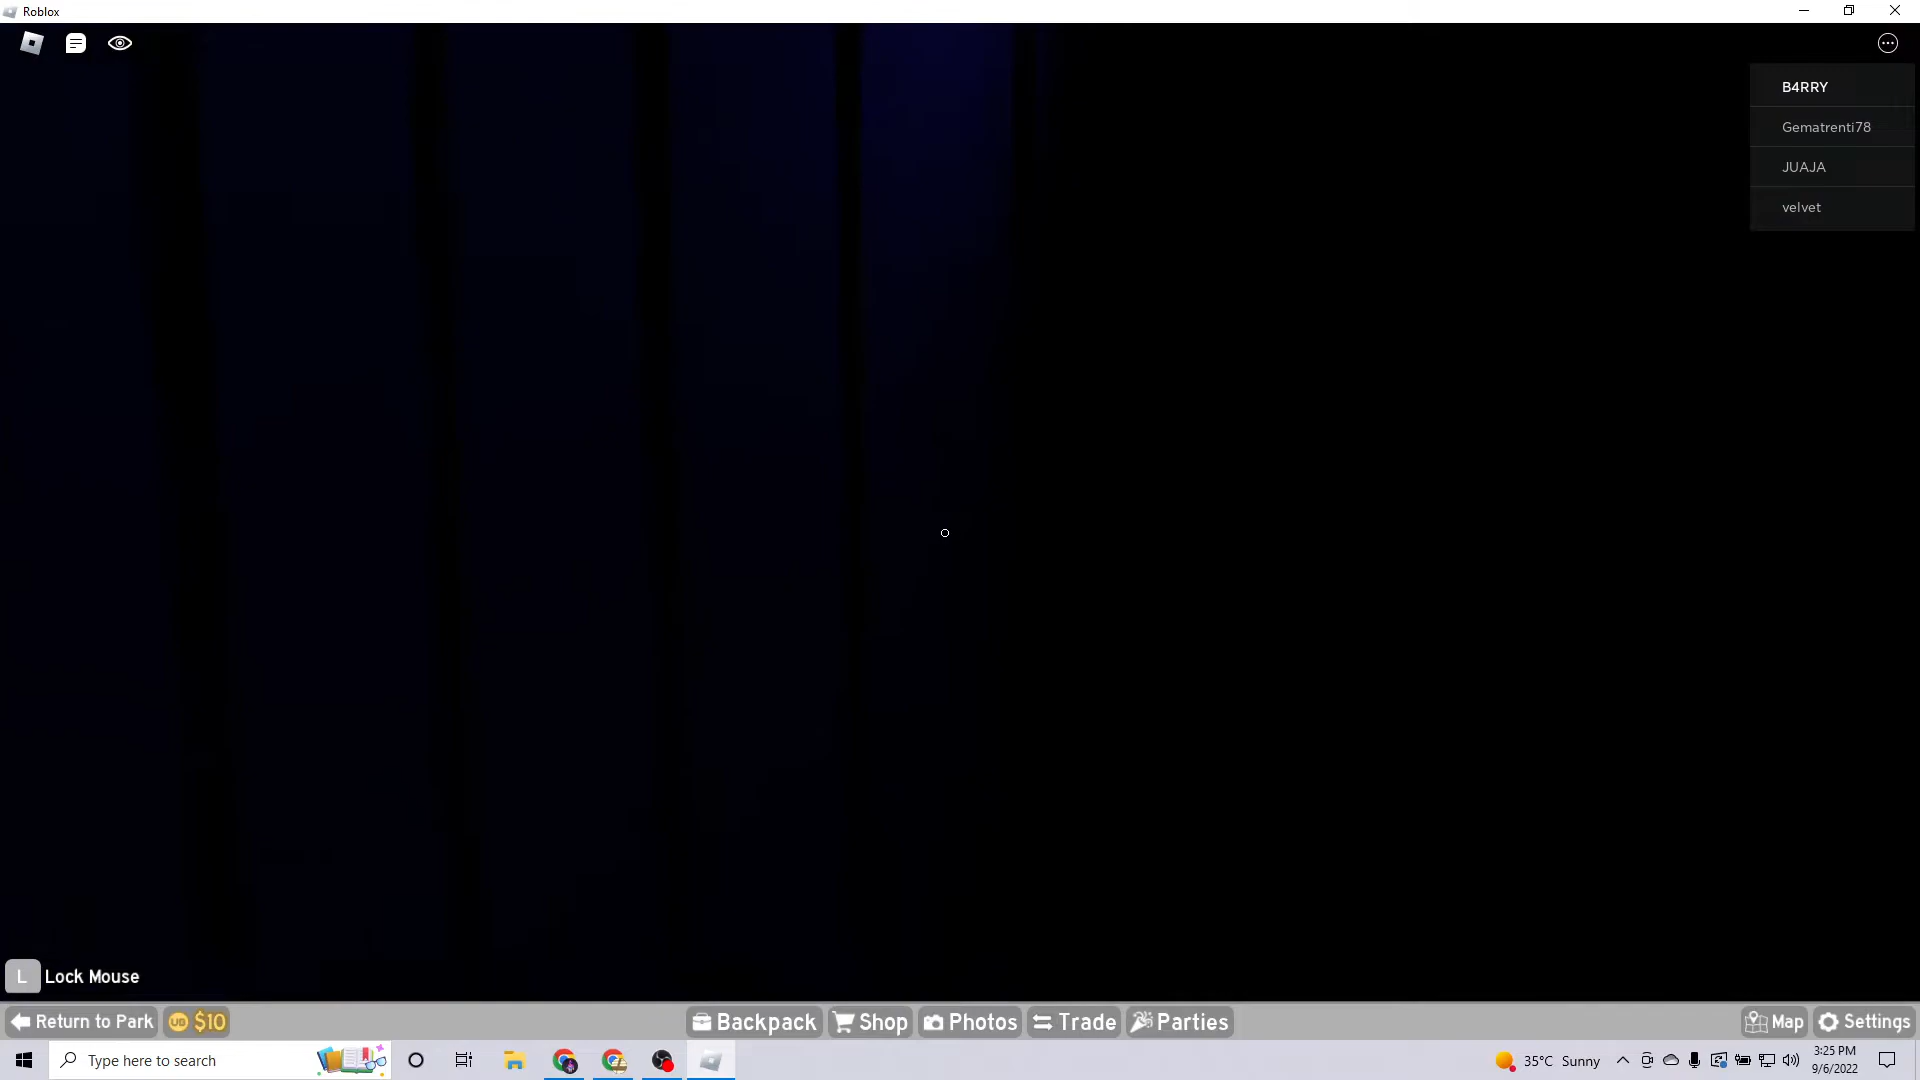 Roblox
B4RRY
Gematrenti78
JUAJA
velvet
L Lock Mouse
Return to Park
UB $10
Backpack
Shop
Photos
Trade
Parties
Map
Settings
Type here to search
35°C Sunny
3:25 PM
9/6/2022